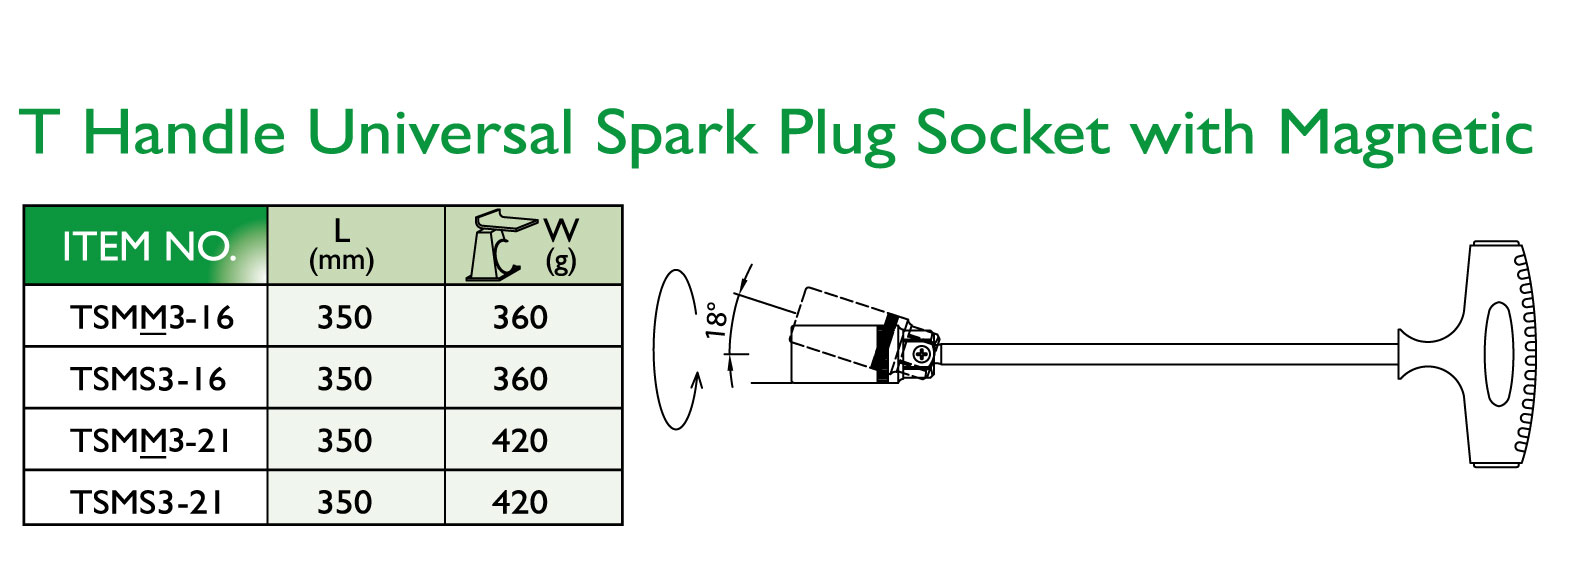 T Handle Universal Spark Plug Socket with Magnetic
ITEM NO. L (mm) W (g)
TSMM3-16 350 360
TSMS3-16 350 360
TSMM3-21 350 420
TSMS3-21 350 420
18°